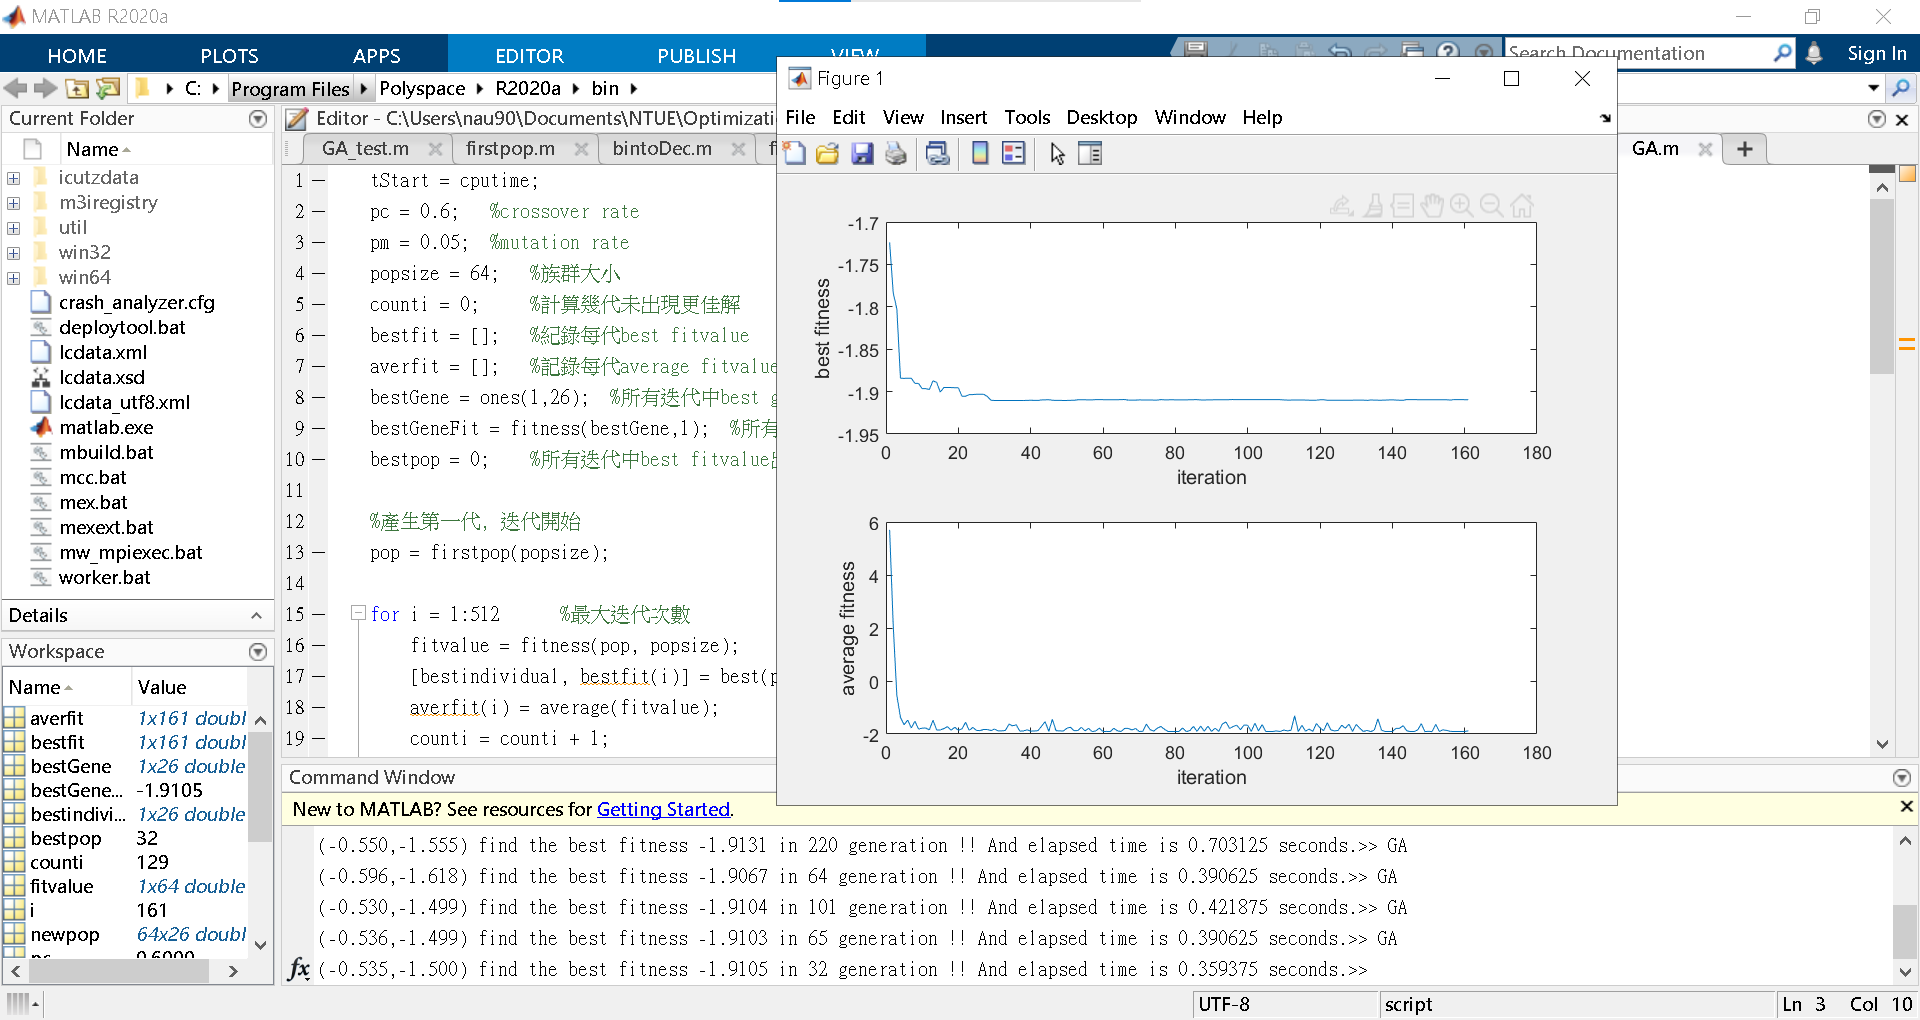 MATLAB R2020a
HOME PLOTS APPS EDITOR PUBLISH VIEW
Search Documentation
Sign In
C: Program Files Polyspace R2020a bin
Current Folder
Name
icutzdata
m3iregistry
util
win32
win64
crash_analyzer.cfg
deploytool.bat
lcdata.xml
lcdata.xsd
lcdata_utf8.xml
matlab.exe
mbuild.bat
mcc.bat
mex.bat
mexext.bat
mw_mpiexec.bat
worker.bat
Details
Workspace
Name Value
averfit 1x161 doubl
bestfit 1x161 doubl
bestGene 1x26 double
bestGene... -1.9105
bestindivi... 1x26 double
bestpop 32
counti 129
fitvalue 1x64 double
i 161
newpop 64x26 doubl
pc 0.6000
Editor - C:\Users\nau90\Documents\NTUE\Optimizatio
GA_test.m firstpop.m bintoDec.m f GA.m +
1 tStart = cputime;
2 pc = 0.6; %crossover rate
3 pm = 0.05; %mutation rate
4 popsize = 64; %族群大小
5 counti = 0; %計算幾代未出現更佳解
6 bestfit = []; %紀錄每代best fitvalue
7 averfit = []; %記錄每代average fitvalue
8 bestGene = ones(1,26); %所有迭代中best g
9 bestGeneFit = fitness(bestGene,1); %所有
10 bestpop = 0; %所有迭代中best fitvalue
11
12 %產生第一代, 迭代開始
13 pop = firstpop(popsize);
14
15 for i = 1:512 %最大迭代次數
16 fitvalue = fitness(pop, popsize);
17 [bestindividual, bestfit(i)] = best(p
18 averfit(i) = average(fitvalue);
19 counti = counti + 1;
Figure 1
File Edit View Insert Tools Desktop Window Help
-1.7
-1.75
-1.8
-1.85
-1.9
-1.95
best fitness
0 20 40 60 80 100 120 140 160 180
iteration
6
4
2
0
-2
average fitness
0 20 40 60 80 100 120 140 160 180
iteration
Command Window
New to MATLAB? See resources for Getting Started.
(-0.550,-1.555) find the best fitness -1.9131 in 220 generation !! And elapsed time is 0.703125 seconds.>> GA
(-0.596,-1.618) find the best fitness -1.9067 in 64 generation !! And elapsed time is 0.390625 seconds.>> GA
(-0.530,-1.499) find the best fitness -1.9104 in 101 generation !! And elapsed time is 0.421875 seconds.>> GA
(-0.536,-1.499) find the best fitness -1.9103 in 65 generation !! And elapsed time is 0.390625 seconds.>> GA
fx (-0.535,-1.500) find the best fitness -1.9105 in 32 generation !! And elapsed time is 0.359375 seconds.>>
UTF-8 script Ln 3 Col 10